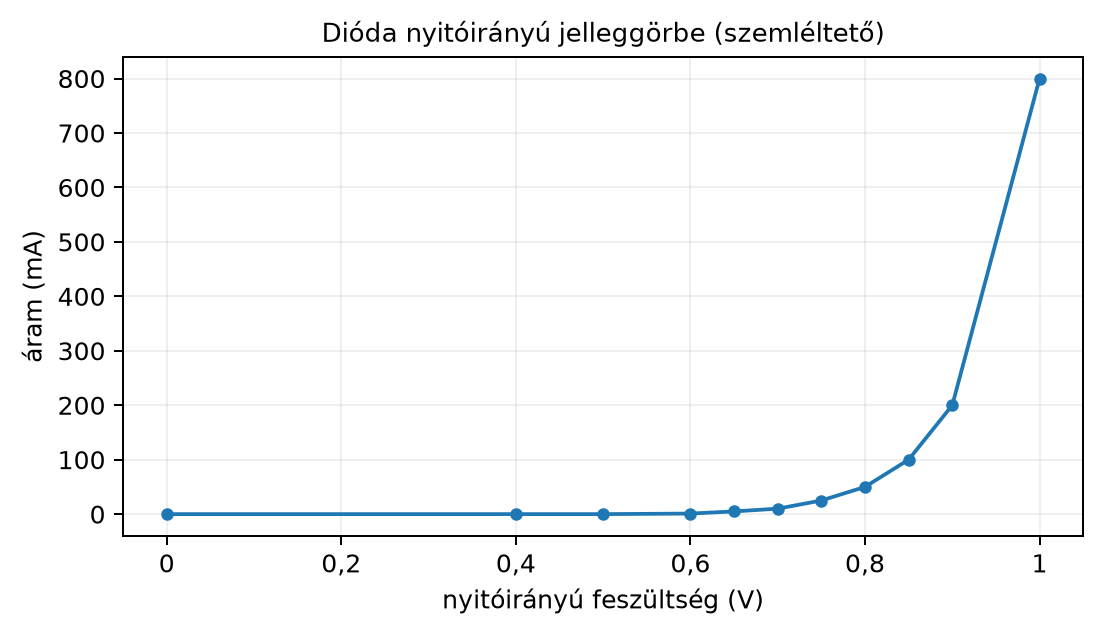 Dióda nyitóirányú jelleggörbe (szemléltető)
800
700
600
500
400
300
200
100
0
áram (mA)
0 0,2 0,4 0,6 0,8 1
nyitóirányú feszültség (V)